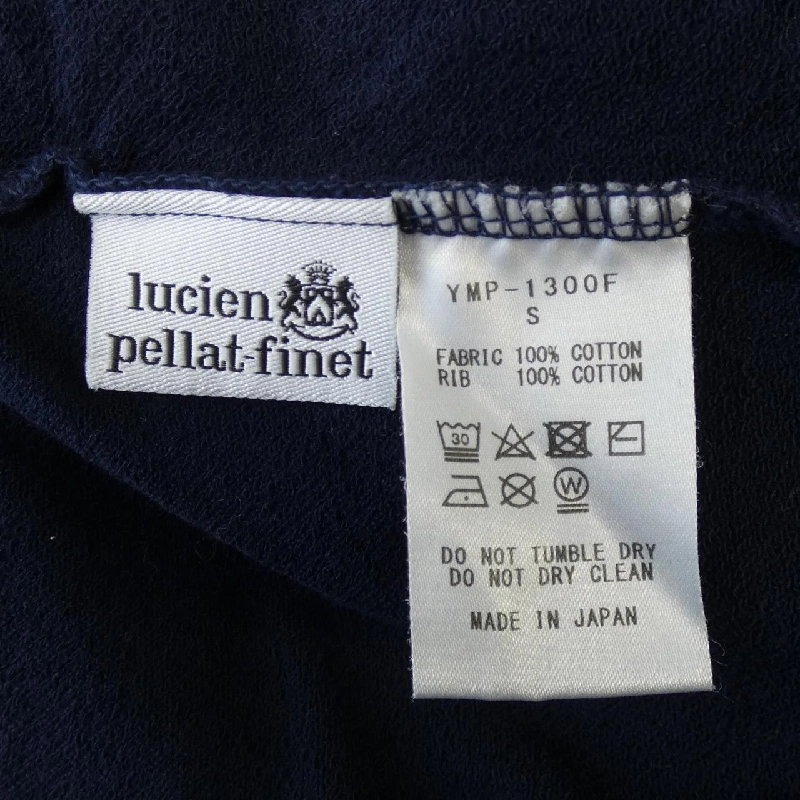 lucien
pellat-finet
YMP-1300F
S
FABRIC 100% COTTON
RIB 100% COTTON
30
W
DO NOT TUMBLE DRY
DO NOT DRY CLEAN
MADE IN JAPAN